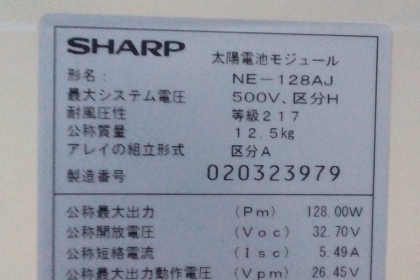 SHARP 太陽電池モジュール
形名： NE−128AJ
最大システム電圧 500V、区分H
耐風圧性 等級217
公称質量 12.5kg
アレイの組立形式 区分A
製造番号 020323979
公称最大出力 (Pm) 128.00W
公称開放電圧 (Voc) 32.70V
公称短絡電流 (Isc) 5.49A
公称最大出力動作電圧 (Vpm) 26.45V